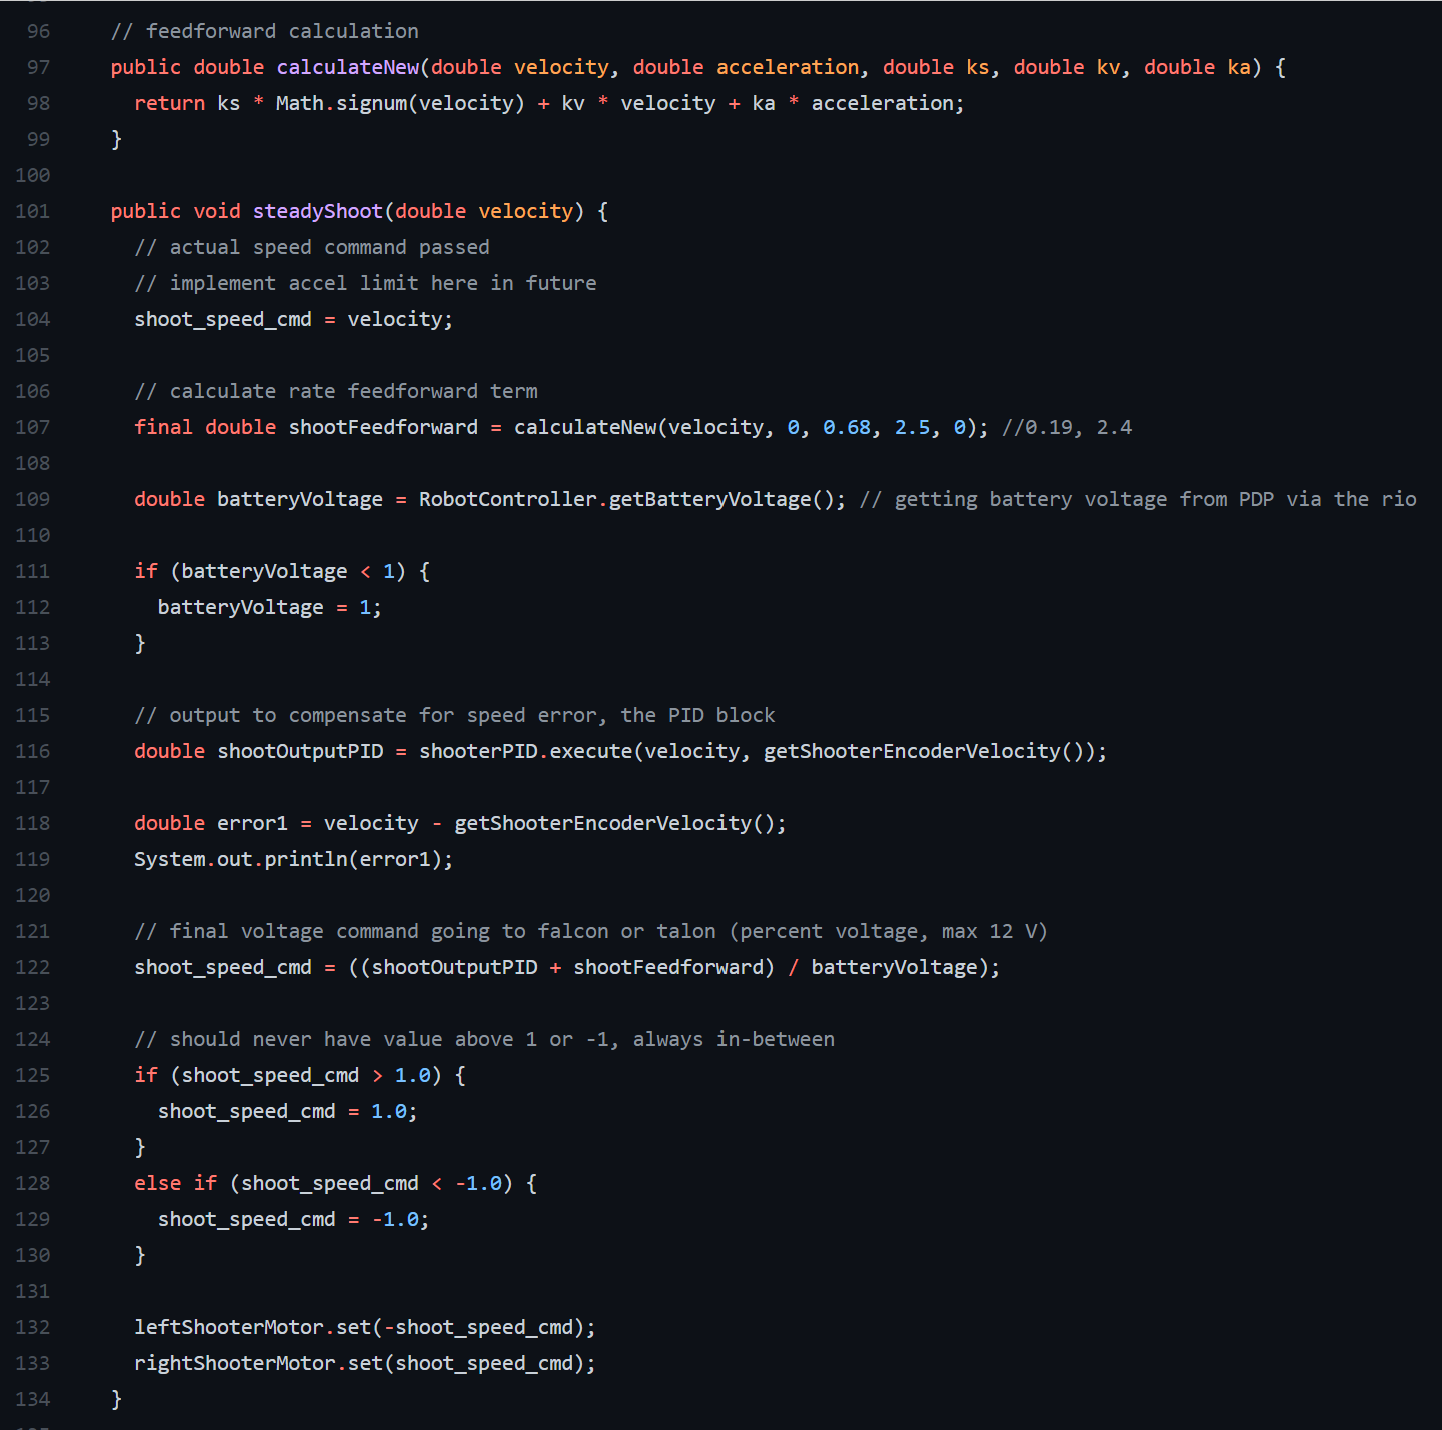 96 // feedforward calculation
97 public double calculateNew(double velocity, double acceleration, double ks, double kv, double ka) {
98 return ks * Math.signum(velocity) + kv * velocity + ka * acceleration;
99 }
100
101 public void steadyShoot(double velocity) {
102 // actual speed command passed
103 // implement accel limit here in future
104 shoot_speed_cmd = velocity;
105
106 // calculate rate feedforward term
107 final double shootFeedforward = calculateNew(velocity, 0, 0.68, 2.5, 0); //0.19, 2.4
108
109 double batteryVoltage = RobotController.getBatteryVoltage(); // getting battery voltage from PDP via the rio
110
111 if (batteryVoltage < 1) {
112 batteryVoltage = 1;
113 }
114
115 // output to compensate for speed error, the PID block
116 double shootOutputPID = shooterPID.execute(velocity, getShooterEncoderVelocity());
117
118 double error1 = velocity - getShooterEncoderVelocity();
119 System.out.println(error1);
120
121 // final voltage command going to falcon or talon (percent voltage, max 12 V)
122 shoot_speed_cmd = ((shootOutputPID + shootFeedforward) / batteryVoltage);
123
124 // should never have value above 1 or -1, always in-between
125 if (shoot_speed_cmd > 1.0) {
126 shoot_speed_cmd = 1.0;
127 }
128 else if (shoot_speed_cmd < -1.0) {
129 shoot_speed_cmd = -1.0;
130 }
131
132 leftShooterMotor.set(-shoot_speed_cmd);
133 rightShooterMotor.set(shoot_speed_cmd);
134 }